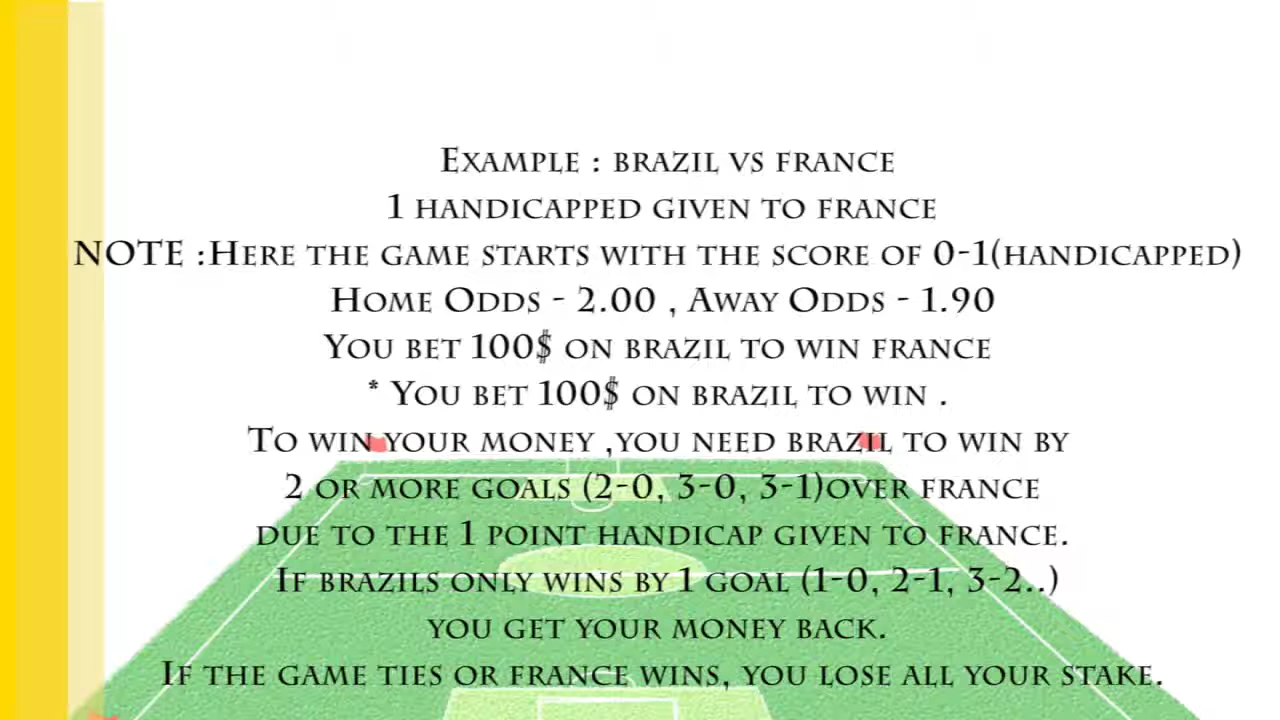 Example : brazil vs france
1 handicapped given to france
NOTE :Here the game starts with the score of 0-1(handicapped)
Home Odds - 2.00 , Away Odds - 1.90
You bet 100$ on brazil to win france
* You bet 100$ on brazil to win .
To win your money ,you need brazil to win by
2 or more goals (2-0, 3-0, 3-1)over france
due to the 1 point handicap given to france.
If brazils only wins by 1 goal (1-0, 2-1, 3-2..)
you get your money back.
If the game ties or france wins, you lose all your stake.